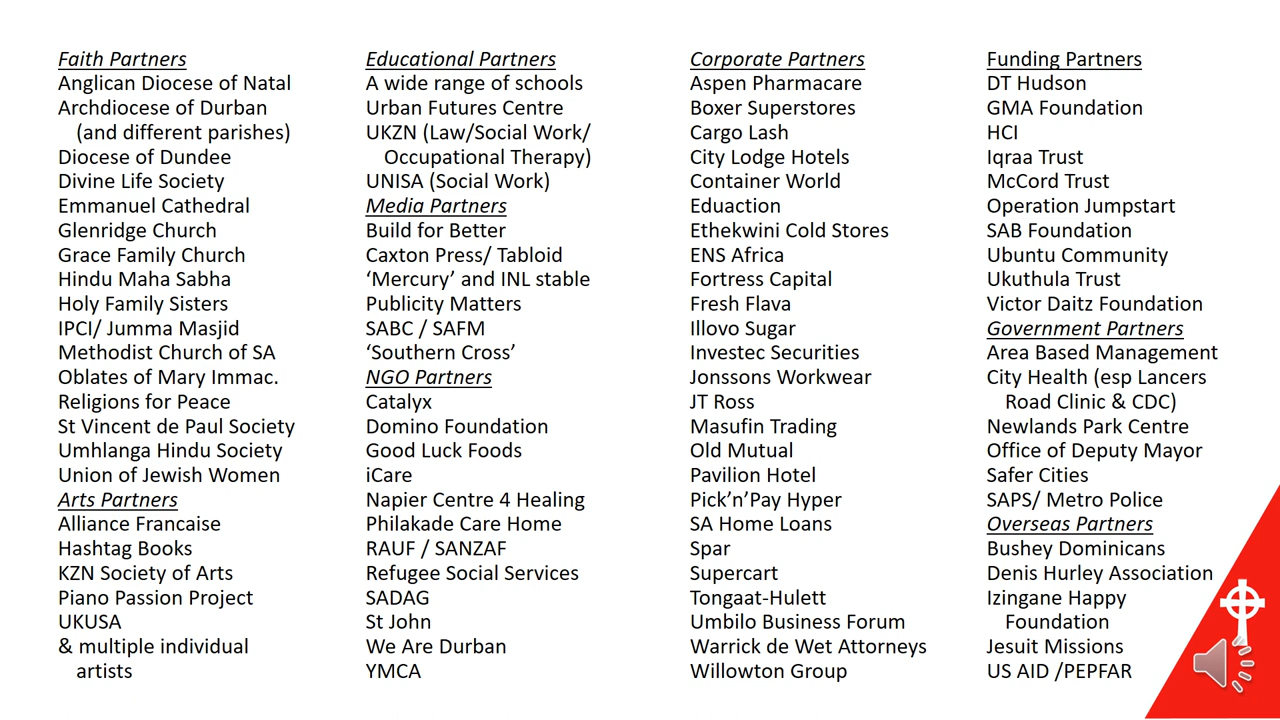 Faith Partners
Anglican Diocese of Natal
Archdiocese of Durban
(and different parishes)
Diocese of Dundee
Divine Life Society
Emmanuel Cathedral
Glenridge Church
Grace Family Church
Hindu Maha Sabha
Holy Family Sisters
IPCI/ Jumma Masjid
Methodist Church of SA
Oblates of Mary Immac.
Religions for Peace
St Vincent de Paul Society
Umhlanga Hindu Society
Union of Jewish Women
Arts Partners
Alliance Francaise
Hashtag Books
KZN Society of Arts
Piano Passion Project
UKUSA
& multiple individual
artists
Educational Partners
A wide range of schools
Urban Futures Centre
UKZN (Law/Social Work/
Occupational Therapy)
UNISA (Social Work)
Media Partners
Build for Better
Caxton Press/ Tabloid
‘Mercury’ and INL stable
Publicity Matters
SABC / SAFM
‘Southern Cross’
NGO Partners
Catalyx
Domino Foundation
Good Luck Foods
iCare
Napier Centre 4 Healing
Philakade Care Home
RAUF / SANZAF
Refugee Social Services
SADAG
St John
We Are Durban
YMCA
Corporate Partners
Aspen Pharmacare
Boxer Superstores
Cargo Lash
City Lodge Hotels
Container World
Eduaction
Ethekwini Cold Stores
ENS Africa
Fortress Capital
Fresh Flava
Illovo Sugar
Investec Securities
Jonssons Workwear
JT Ross
Masufin Trading
Old Mutual
Pavilion Hotel
Pick’n’Pay Hyper
SA Home Loans
Spar
Supercart
Tongaat-Hulett
Umbilo Business Forum
Warrick de Wet Attorneys
Willowton Group
Funding Partners
DT Hudson
GMA Foundation
HCI
Iqraa Trust
McCord Trust
Operation Jumpstart
SAB Foundation
Ubuntu Community
Ukuthula Trust
Victor Daitz Foundation
Government Partners
Area Based Management
City Health (esp Lancers
Road Clinic & CDC)
Newlands Park Centre
Office of Deputy Mayor
Safer Cities
SAPS/ Metro Police
Overseas Partners
Bushey Dominicans
Denis Hurley Association
Izingane Happy
Foundation
Jesuit Missions
US AID /PEPFAR